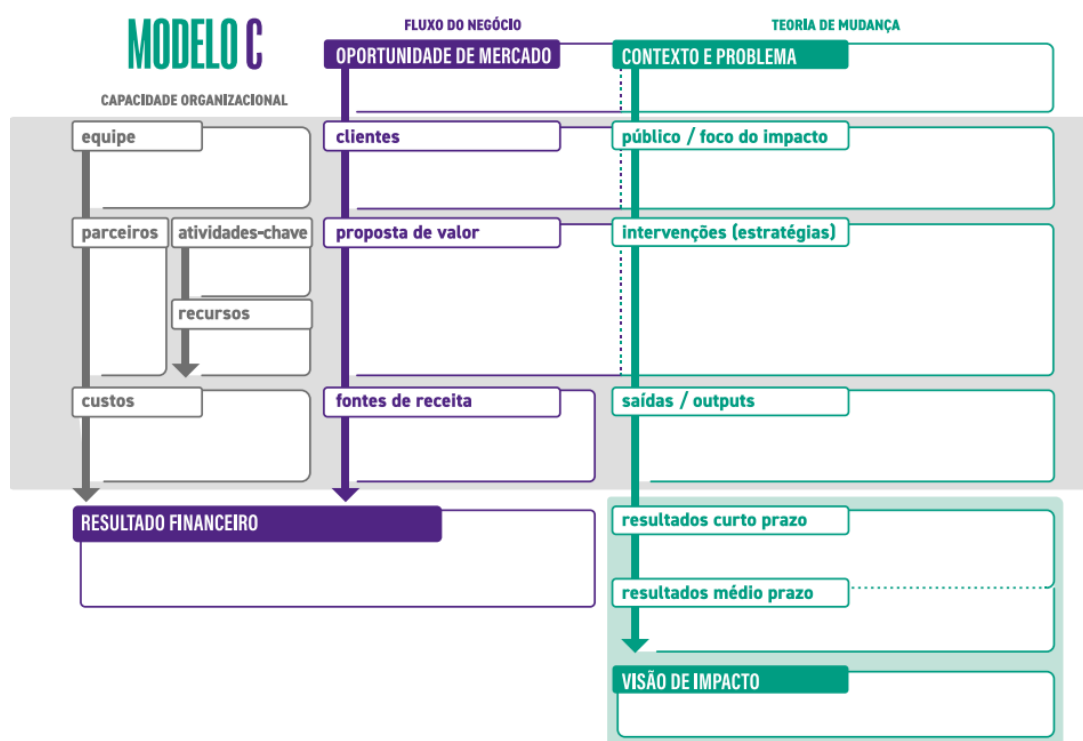 MODELO C
CAPACIDADE ORGANIZACIONAL
equipe
parceiros
atividades-chave
recursos
custos
FLUXO DO NEGÓCIO
OPORTUNIDADE DE MERCADO
clientes
proposta de valor
fontes de receita
RESULTADO FINANCEIRO
TEORIA DE MUDANÇA
CONTEXTO E PROBLEMA
público / foco do impacto
intervenções (estratégias)
saídas / outputs
resultados curto prazo
resultados médio prazo
VISÃO DE IMPACTO